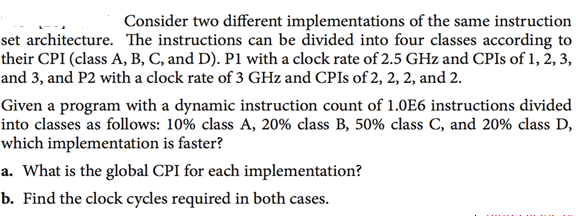 Consider two different implementations of the same instruction
set architecture. The instructions can be divided into four classes according to
their CPI (class A, B, C, and D). P1 with a clock rate of 2.5 GHz and CPIs of 1, 2, 3,
and 3, and P2 with a clock rate of 3 GHz and CPIs of 2, 2, 2, and 2.
Given a program with a dynamic instruction count of 1.0E6 instructions divided
into classes as follows: 10% class A, 20% class B, 50% class C, and 20% class D,
which implementation is faster?
a. What is the global CPI for each implementation?
b. Find the clock cycles required in both cases.